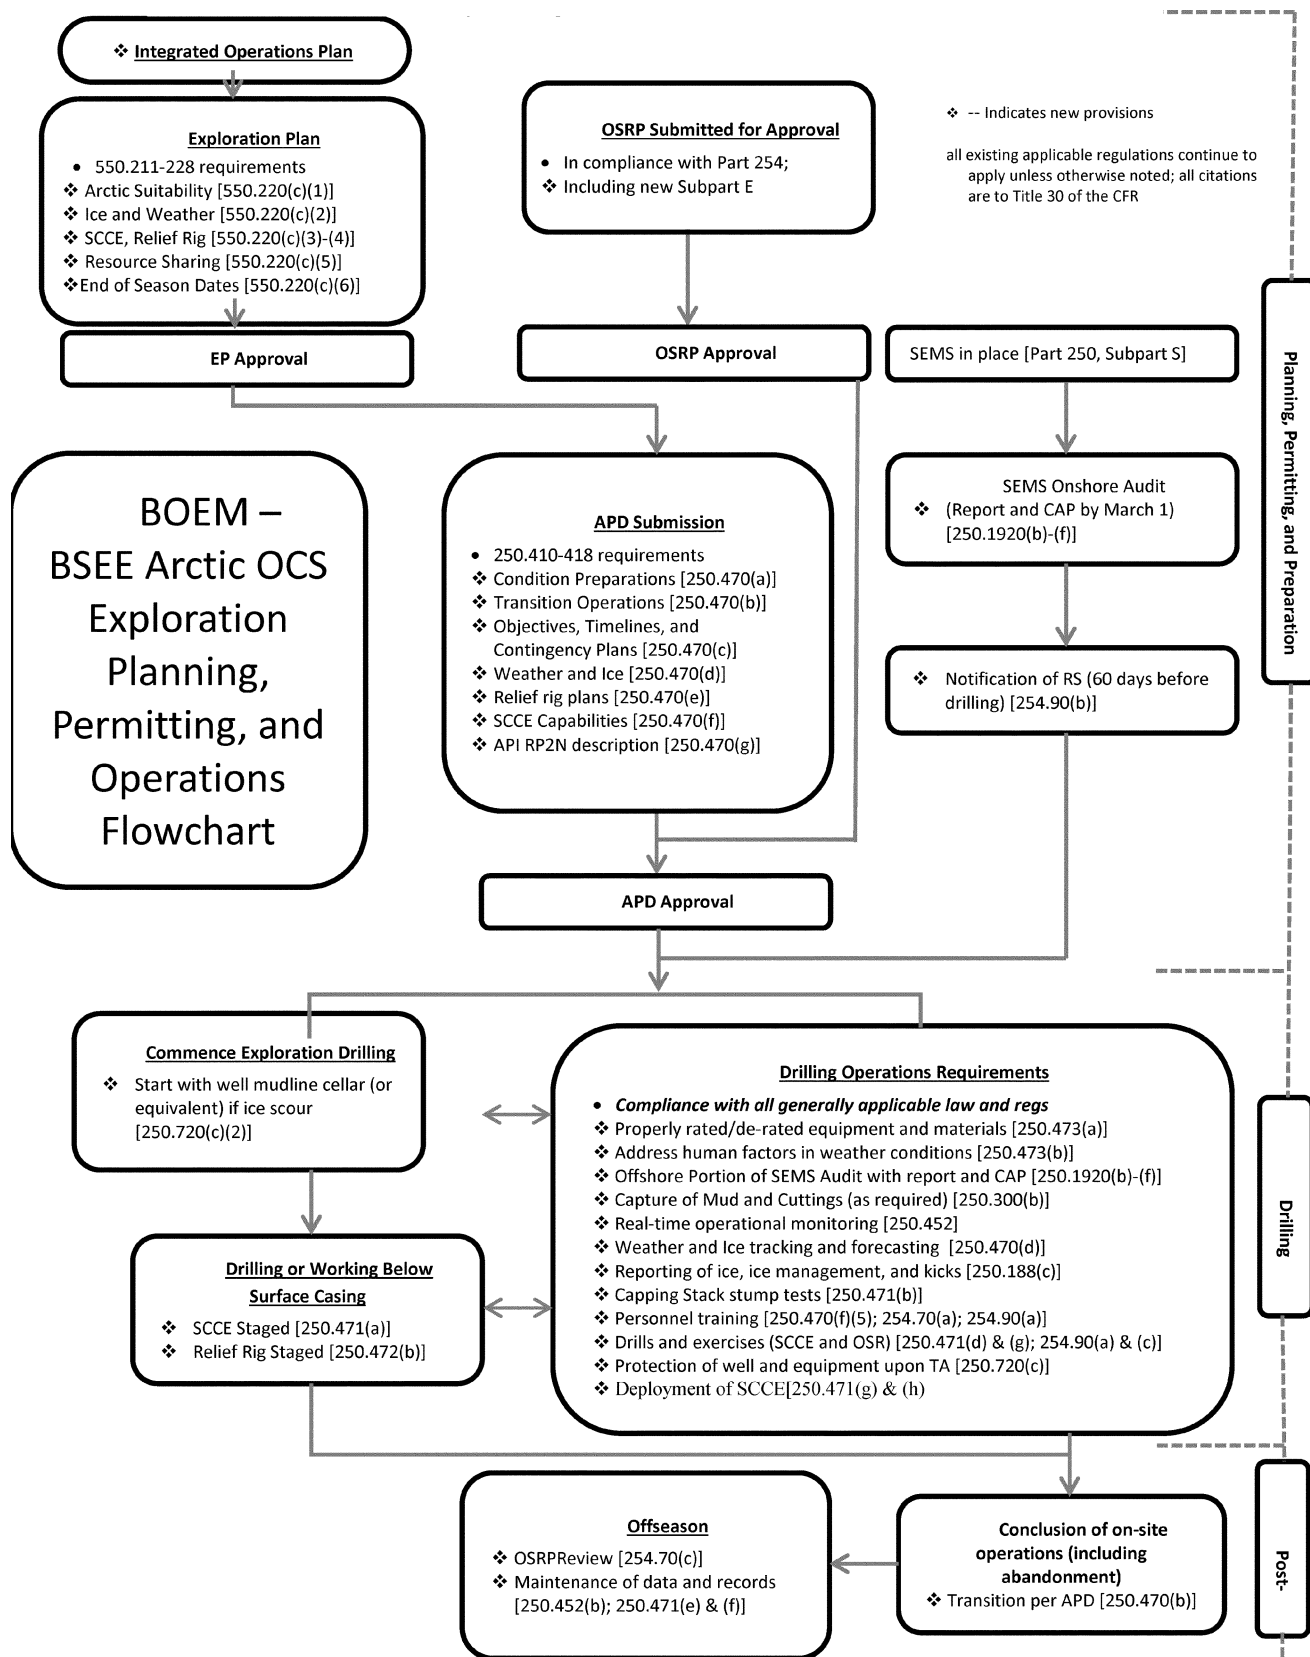 ❖ Integrated Operations Plan
Exploration Plan
• 550.211-228 requirements
❖ Arctic Suitability [550.220(c)(1)]
❖ Ice and Weather [550.220(c)(2)]
❖ SCCE, Relief Rig [550.220(c)(3)-(4)]
❖ Resource Sharing [550.220(c)(5)]
❖End of Season Dates [550.220(c)(6)]
OSRP Submitted for Approval
• In compliance with Part 254;
❖ Including new Subpart E
❖ -- Indicates new provisions
all existing applicable regulations continue to
apply unless otherwise noted; all citations
are to Title 30 of the CFR
EP Approval
OSRP Approval
SEMS in place [Part 250, Subpart S]
Planning, Permitting, and Preparation
BOEM –
BSEE Arctic OCS
Exploration
Planning,
Permitting, and
Operations
Flowchart
APD Submission
• 250.410-418 requirements
❖ Condition Preparations [250.470(a)]
❖ Transition Operations [250.470(b)]
❖ Objectives, Timelines, and
Contingency Plans [250.470(c)]
❖ Weather and Ice [250.470(d)]
❖ Relief rig plans [250.470(e)]
❖ SCCE Capabilities [250.470(f)]
❖ API RP2N description [250.470(g)]
SEMS Onshore Audit
❖ (Report and CAP by March 1)
[250.1920(b)-(f)]
❖ Notification of RS (60 days before
drilling) [254.90(b)]
APD Approval
Commence Exploration Drilling
❖ Start with well mudline cellar (or
equivalent) if ice scour
[250.720(c)(2)]
Drilling Operations Requirements
• Compliance with all generally applicable law and regs
❖ Properly rated/de-rated equipment and materials [250.473(a)]
❖ Address human factors in weather conditions [250.473(b)]
❖ Offshore Portion of SEMS Audit with report and CAP [250.1920(b)-(f)]
❖ Capture of Mud and Cuttings (as required) [250.300(b)]
❖ Real-time operational monitoring [250.452]
❖ Weather and Ice tracking and forecasting [250.470(d)]
❖ Reporting of ice, ice management, and kicks [250.188(c)]
❖ Capping Stack stump tests [250.471(b)]
❖ Personnel training [250.470(f)(5); 254.70(a); 254.90(a)]
❖ Drills and exercises (SCCE and OSR) [250.471(d) & (g); 254.90(a) & (c)]
❖ Protection of well and equipment upon TA [250.720(c)]
❖ Deployment of SCCE[250.471(g) & (h)
Drilling
Drilling or Working Below
Surface Casing
❖ SCCE Staged [250.471(a)]
❖ Relief Rig Staged [250.472(b)]
Offseason
❖ OSRPReview [254.70(c)]
❖ Maintenance of data and records
[250.452(b); 250.471(e) & (f)]
Conclusion of on-site
operations (including
abandonment)
❖ Transition per APD [250.470(b)]
Post-